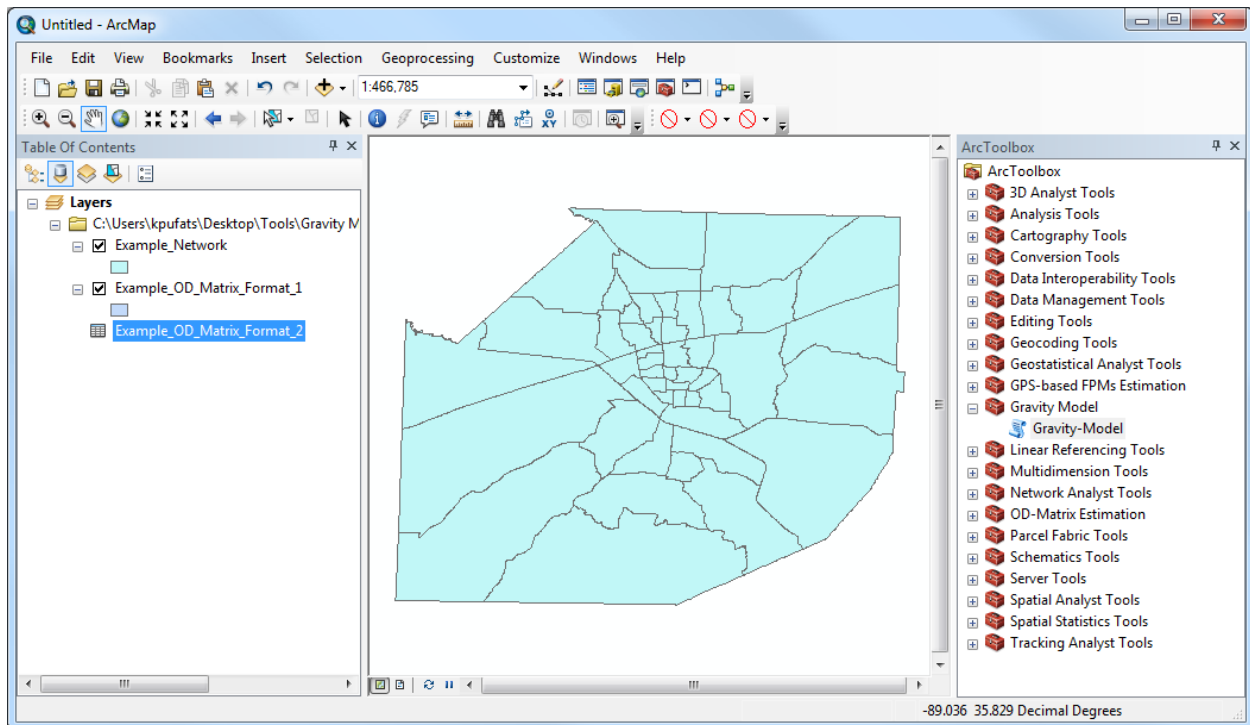 Untitled - ArcMap
File Edit View Bookmarks Insert Selection Geoprocessing Customize Windows Help
1:466,785
Table Of Contents
Layers
C:\Users\kpufats\Desktop\Tools\Gravity M
Example_Network
Example_OD_Matrix_Format_1
Example_OD_Matrix_Format_2
ArcToolbox
ArcToolbox
3D Analyst Tools
Analysis Tools
Cartography Tools
Conversion Tools
Data Interoperability Tools
Data Management Tools
Editing Tools
Geocoding Tools
Geostatistical Analyst Tools
GPS-based FPMs Estimation
Gravity Model
Gravity-Model
Linear Referencing Tools
Multidimension Tools
Network Analyst Tools
OD-Matrix Estimation
Parcel Fabric Tools
Schematics Tools
Server Tools
Spatial Analyst Tools
Spatial Statistics Tools
Tracking Analyst Tools
-89.036 35.829 Decimal Degrees